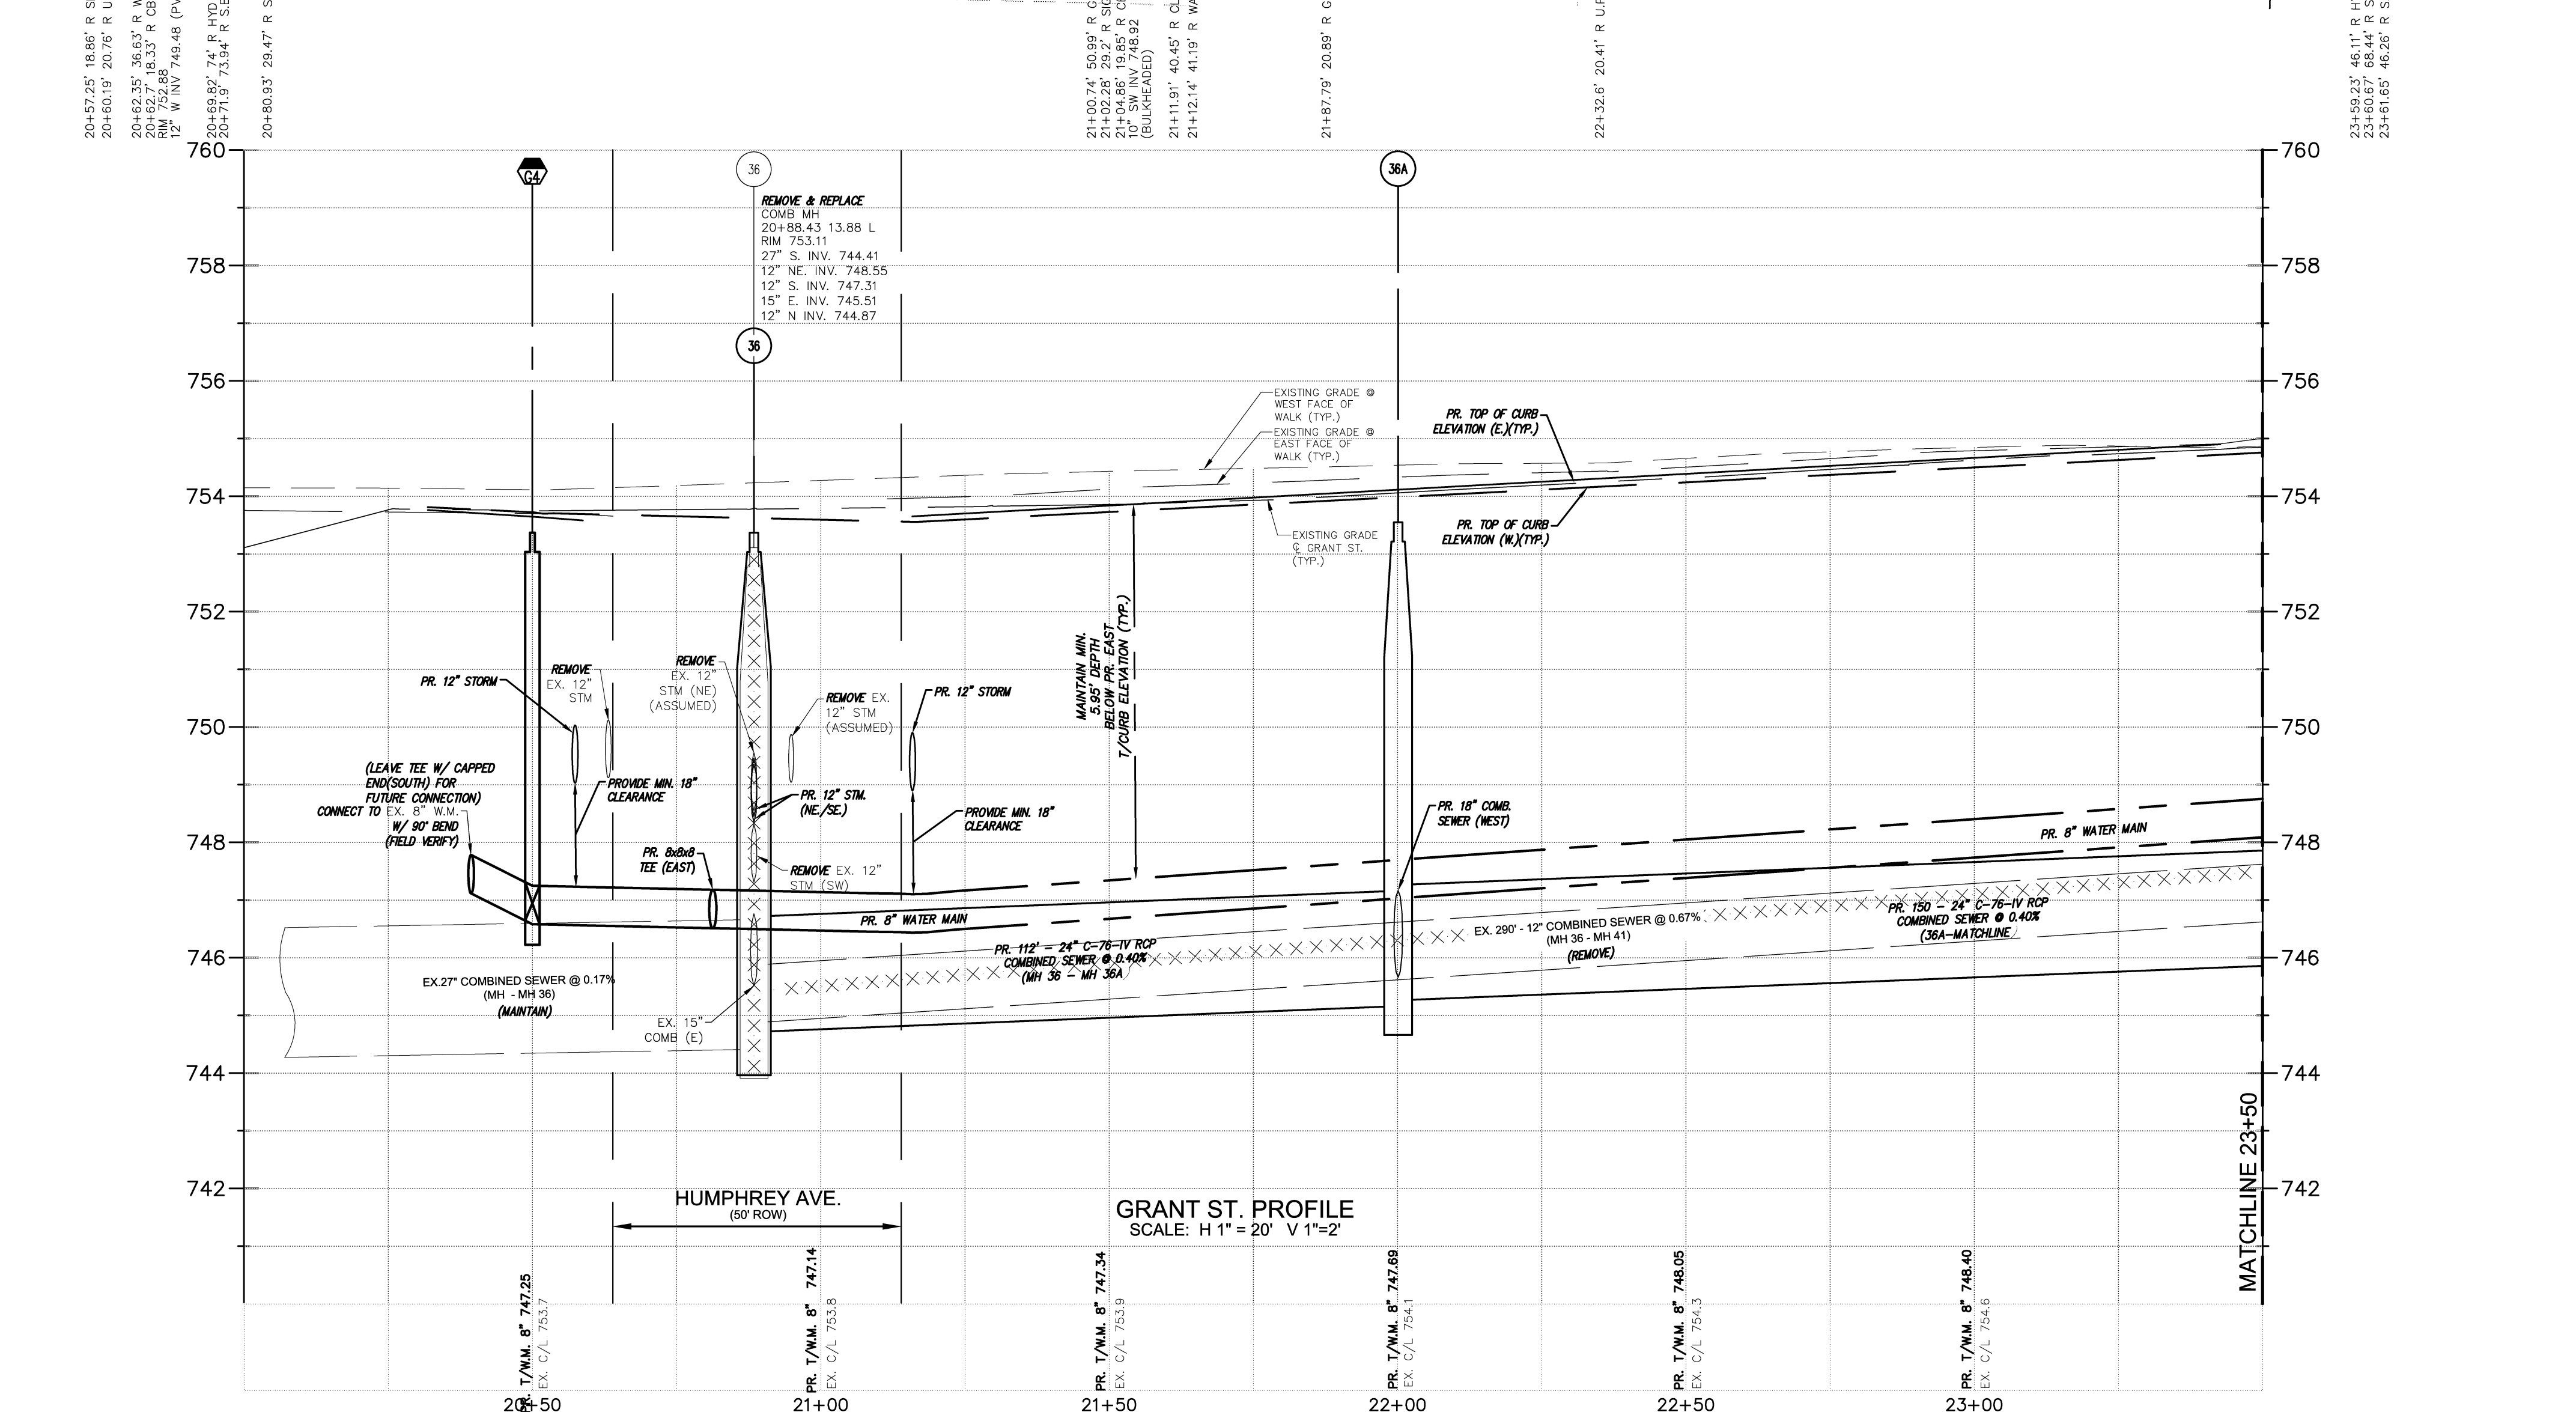 20+57.25' 18.86' R
20+60.19' 20.76' R
20+62.35' 36.63' R
20+62.7' 18.33' R CB
RIM 752.88
12" W INV 749.48
20+69.82' 74' R HYD
20+71.9' 73.94' R
20+80.93' 29.47' R
21+00.74' 50.99' R
21+02.28' 29.2' R
21+04.86' 19.85' R
10" SW INV 748.92
(BULKHEADED)
21+11.91' 40.45' R
21+12.14' 41.19' R
21+87.79' 20.89' R
22+32.6' 20.41' R
23+59.23' 46.11' R
23+60.67' 68.44' R
23+61.65' 46.26' R
760
760
G4
36
36A
REMOVE & REPLACE
COMB MH
20+88.43 13.88 L
RIM 753.11
27" S. INV. 744.41
12" NE. INV. 748.55
12" S. INV. 747.31
15" E. INV. 745.51
12" N INV. 744.87
758
758
36
756
756
EXISTING GRADE @
WEST FACE OF
WALK (TYP.)
EXISTING GRADE @
EAST FACE OF
WALK (TYP.)
PR. TOP OF CURB
ELEVATION (E.)(TYP.)
754
754
PR. TOP OF CURB
ELEVATION (W.)(TYP.)
EXISTING GRADE
℄ GRANT ST.
(TYP.)
752
752
MAINTAIN MIN.
5.95' DEPTH
BELOW PR. EAST
T/CURB ELEVATION (TYP.)
PR. 12" STORM
REMOVE
EX. 12"
STM
REMOVE
EX. 12"
STM (NE)
(ASSUMED)
REMOVE EX.
12" STM
(ASSUMED)
PR. 12" STORM
750
750
(LEAVE TEE W/ CAPPED
END(SOUTH) FOR
FUTURE CONNECTION)
CONNECT TO EX. 8" W.M.
W/ 90° BEND
(FIELD VERIFY)
PROVIDE MIN. 18"
CLEARANCE
PR. 12" STM.
(NE./SE.)
PROVIDE MIN. 18"
CLEARANCE
PR. 18" COMB.
SEWER (WEST)
748
748
PR. 8x8x8
TEE (EAST)
REMOVE EX. 12"
STM (SW)
PR. 8" WATER MAIN
PR. 8" WATER MAIN
PR. 112' - 24" C-76-IV RCP
COMBINED SEWER @ 0.40%
(MH 36 - MH 36A
EX. 290' - 12" COMBINED SEWER @ 0.67%
(MH 36 - MH 41)
(REMOVE)
PR. 150 - 24" C-76-IV RCP
COMBINED SEWER @ 0.40%
(36A-MATCHLINE
746
746
EX.27" COMBINED SEWER @ 0.17%
(MH - MH 36)
(MAINTAIN)
EX. 15"
COMB (E)
744
744
742
742
HUMPHREY AVE.
(50' ROW)
GRANT ST. PROFILE
SCALE: H 1" = 20' V 1"=2'
MATCHLINE 23+50
PR. T/W.M. 8" 747.25
EX. C/L 753.7
PR. T/W.M. 8" 747.14
EX. C/L 753.8
PR. T/W.M. 8" 747.34
EX. C/L 753.9
PR. T/W.M. 8" 747.69
EX. C/L 754.1
PR. T/W.M. 8" 748.05
EX. C/L 754.3
PR. T/W.M. 8" 748.40
EX. C/L 754.6
20+50
21+00
21+50
22+00
22+50
23+00